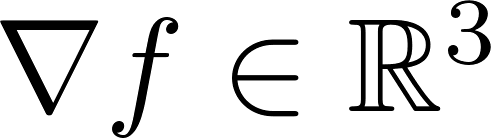 ∇f ∈ ℝ³